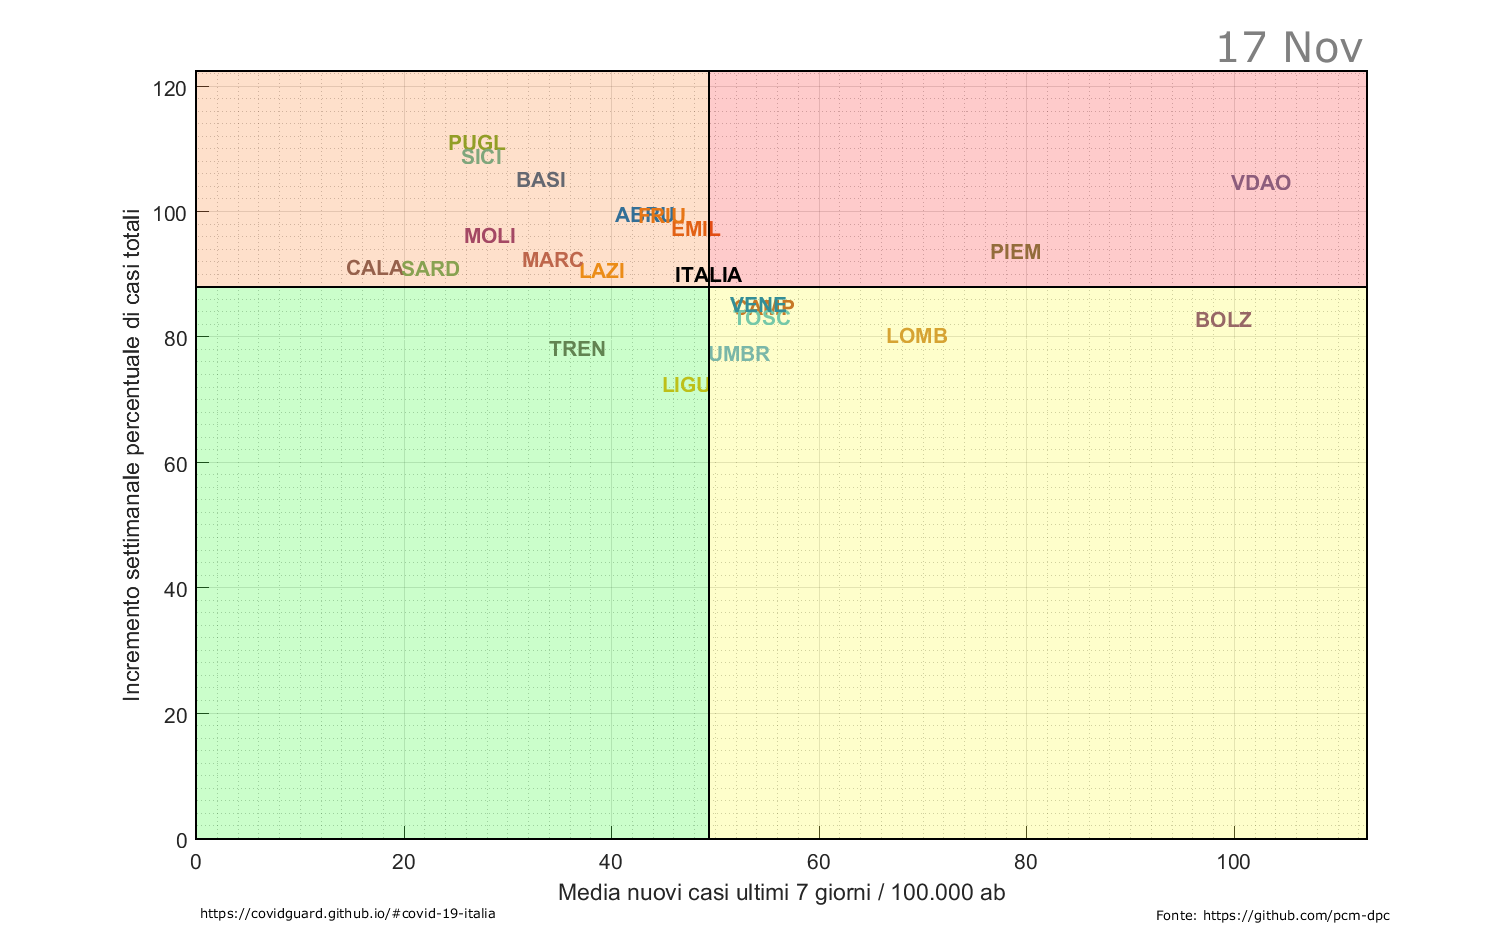 17 Nov
120
PUGL
SICI
BASI
VDAO
100
ABRU
FRIU
EMIL
MOLI
PIEM
MARC
CALA
SARD
LAZI
ITALIA
VENE
CAMP
TOSC
BOLZ
80
LOMB
TREN
UMBR
LIGU
60
40
20
0
Incremento settimanale percentuale di casi totali
0 20 40 60 80 100
Media nuovi casi ultimi 7 giorni / 100.000 ab
https://covidguard.github.io/#covid-19-italia
Fonte: https://github.com/pcm-dpc